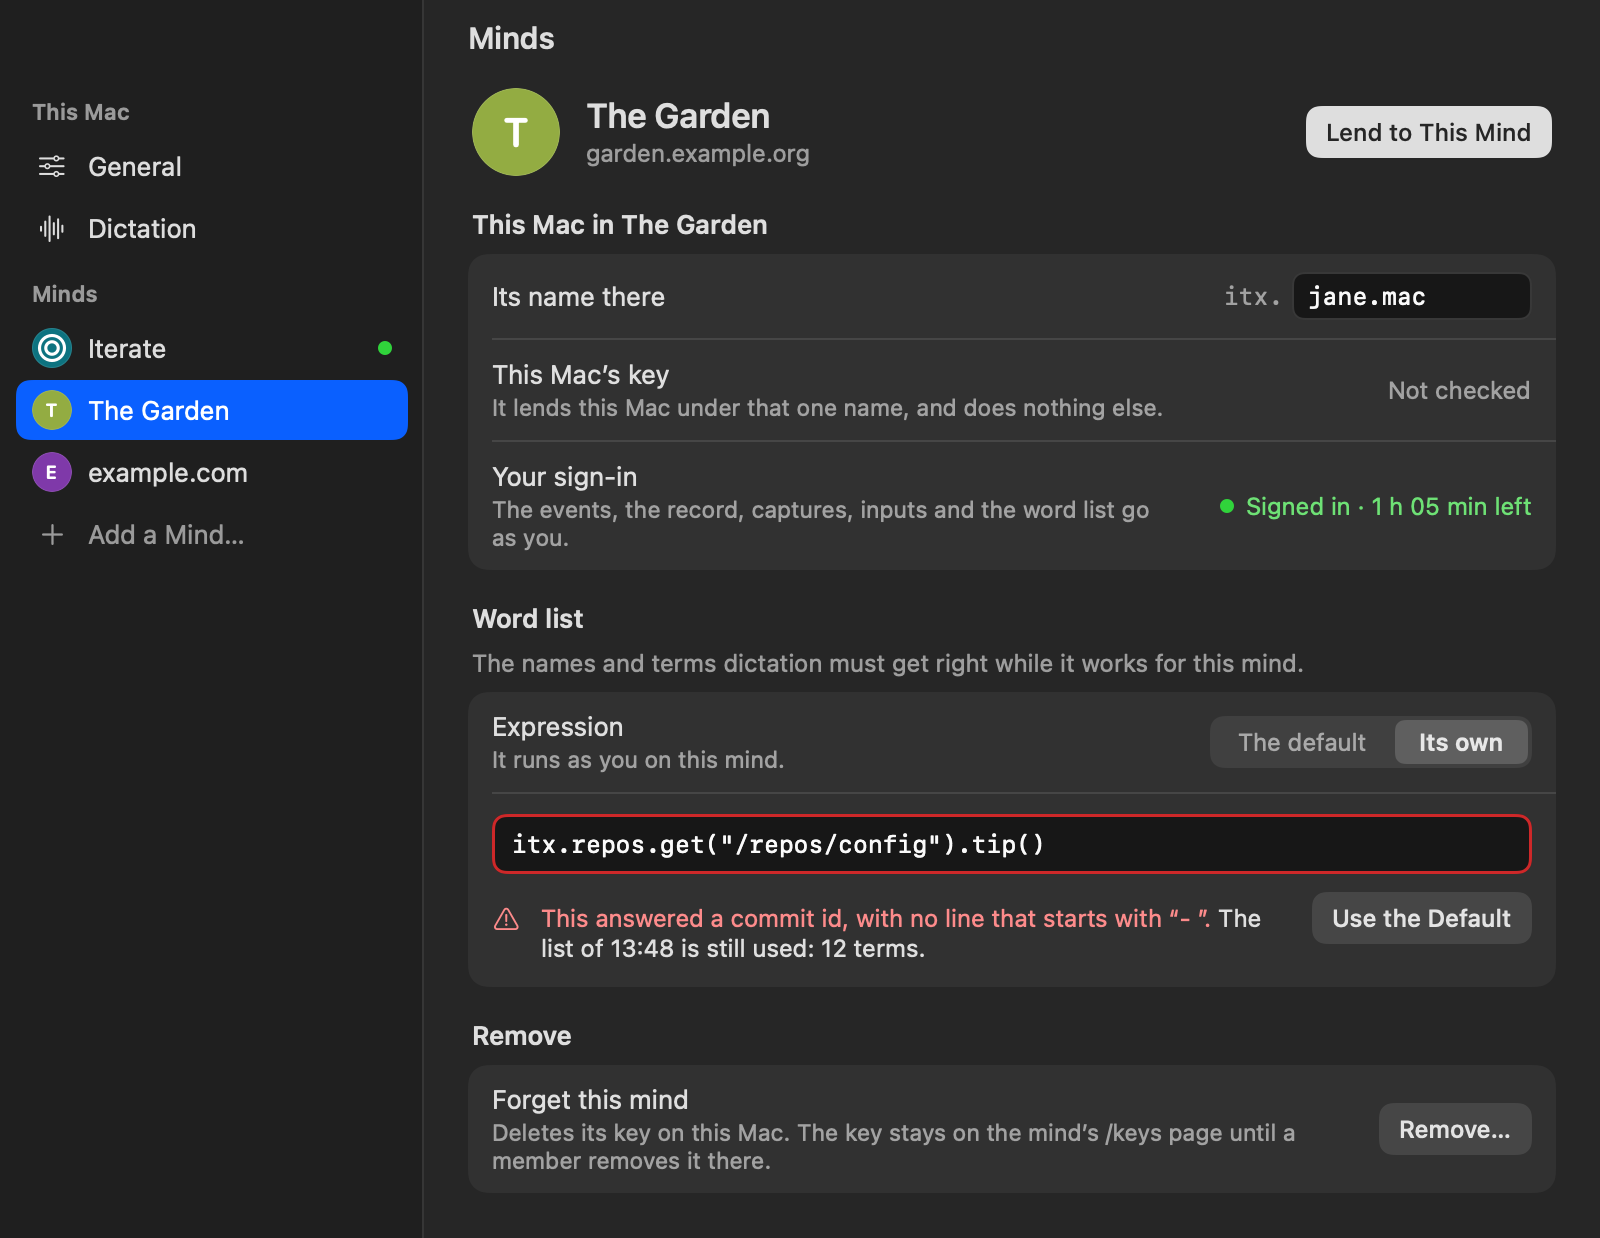 This Mac
General
Dictation
Minds
Iterate
T The Garden
E example.com
Add a Mind...
Minds
T
The Garden
garden.example.org
Lend to This Mind
This Mac in The Garden
Its name there
itx. jane.mac
This Mac’s key
It lends this Mac under that one name, and does nothing else.
Not checked
Your sign-in
The events, the record, captures, inputs and the word list go
as you.
Signed in · 1 h 05 min left
Word list
The names and terms dictation must get right while it works for this mind.
Expression
It runs as you on this mind.
The default
Its own
itx.repos.get("/repos/config").tip()
This answered a commit id, with no line that starts with “- ”. The
list of 13:48 is still used: 12 terms.
Use the Default
Remove
Forget this mind
Deletes its key on this Mac. The key stays on the mind’s /keys page until a
member removes it there.
Remove...